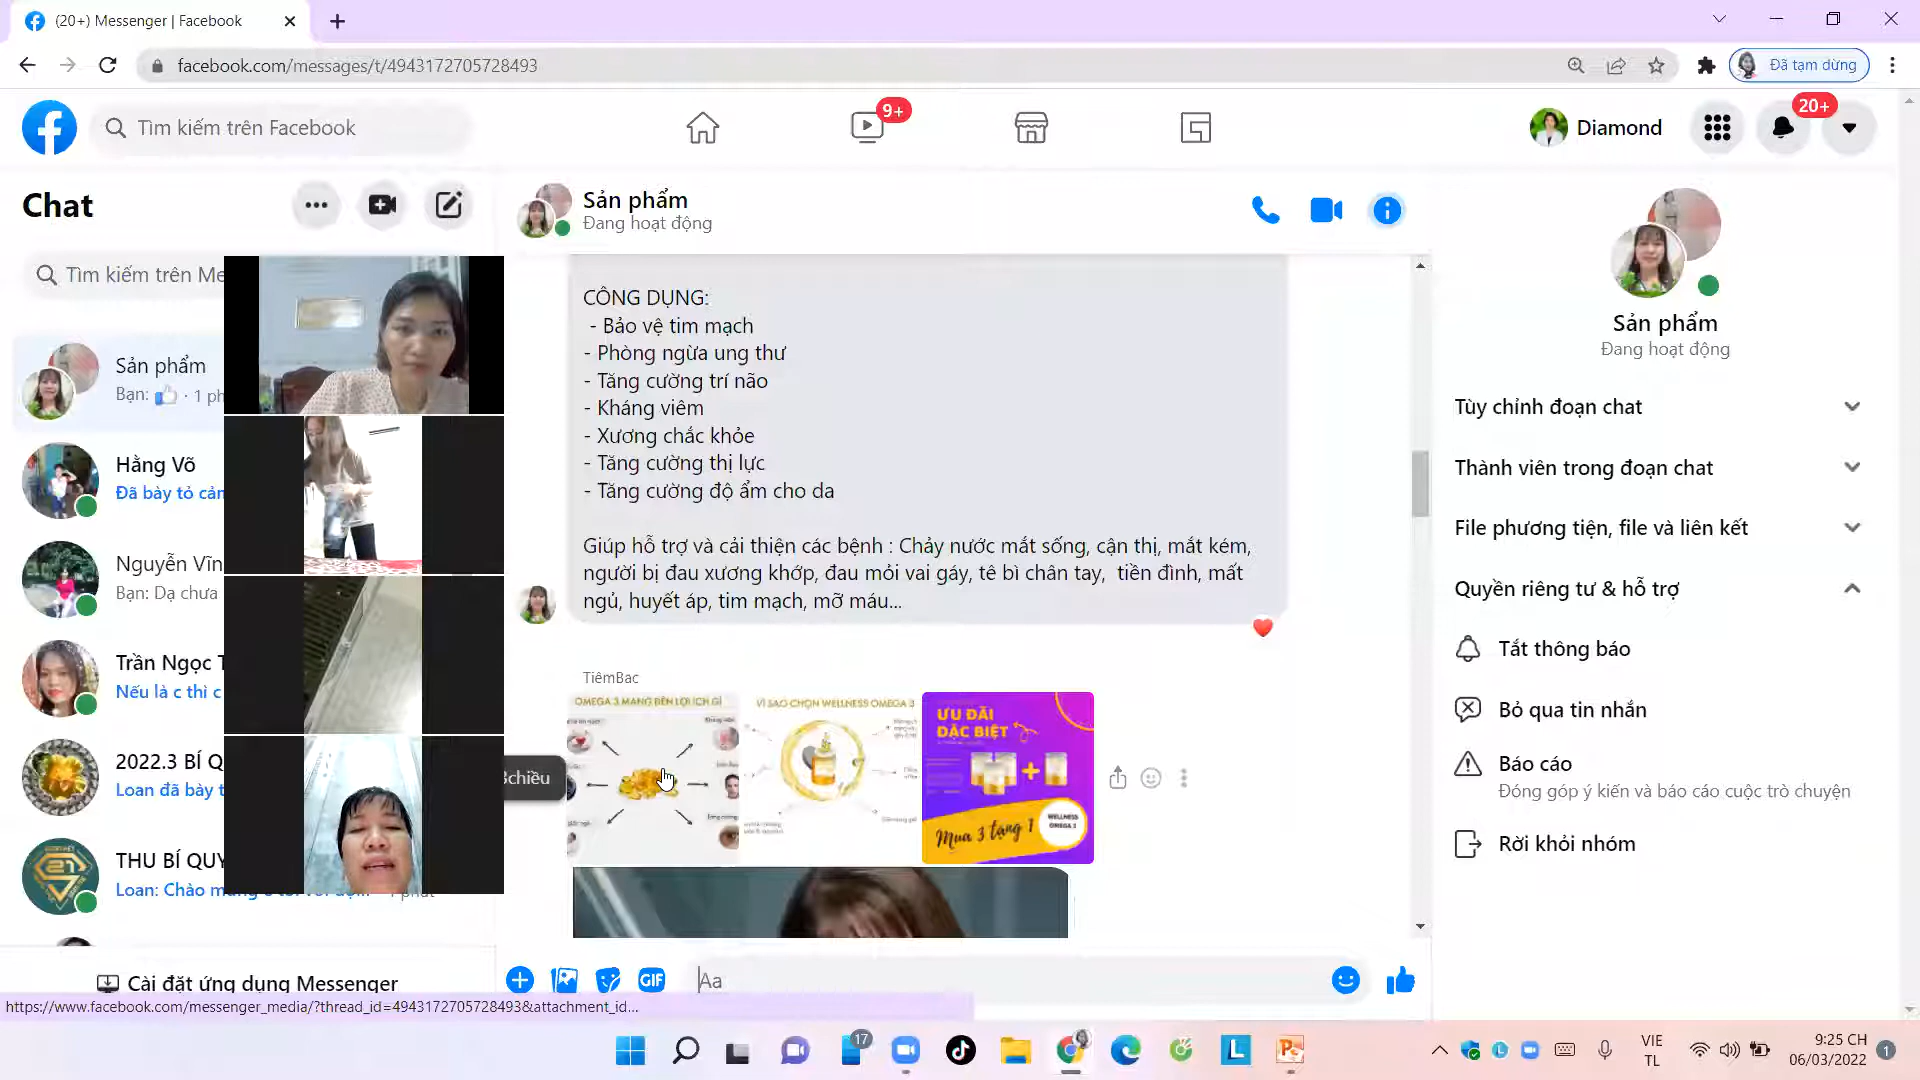 (20+) Messenger | Facebook
facebook.com/messages/t/4943172705728493
Đã tạm dừng
Tìm kiếm trên Facebook
9+
Diamond
20+
Chat
Tìm kiếm trên Me
Sản phẩm
Bạn: · 1 ph
Hằng Võ
Đã bày tỏ cản
Nguyễn Vĩn
Bạn: Dạ chưa
Trần Ngọc T
Nếu là c thì c
2022.3 BÍ Q
Loan đã bày t
THU BÍ QUY
Cài đặt ứng dụng Messenger
https://www.facebook.com/messenger_media/?thread_id=4943172705728493&attachment_id...
Sản phẩm
Đang hoạt động
CÔNG DỤNG:
- Bảo vệ tim mạch
- Phòng ngừa ung thư
- Tăng cường trí não
- Kháng viêm
- Xương chắc khỏe
- Tăng cường thị lực
- Tăng cường độ ẩm cho da
Giúp hỗ trợ và cải thiện các bệnh : Chảy nước mắt sống, cận thị, mắt kém,
người bị đau xương khớp, đau mỏi vai gáy, tê bì chân tay, tiền đình, mất
ngủ, huyết áp, tim mạch, mỡ máu...
TiêmBac
3chiều
OMEGA 3 MANG ĐẾN LỢI ÍCH GÌ
VÌ SAO CHỌN WELLNESS OMEGA 3
ƯU ĐÃI
ĐẶC BIỆT
Mua 3 tặng 1
WELLNESS
OMEGA 3
GIF
Aa
Sản phẩm
Đang hoạt động
Tùy chỉnh đoạn chat
Thành viên trong đoạn chat
File phương tiện, file và liên kết
Quyền riêng tư & hỗ trợ
Tắt thông báo
Bỏ qua tin nhắn
Báo cáo
Đóng góp ý kiến và báo cáo cuộc trò chuyện
Rời khỏi nhóm
17
VIE
TL
9:25 CH
06/03/2022
1